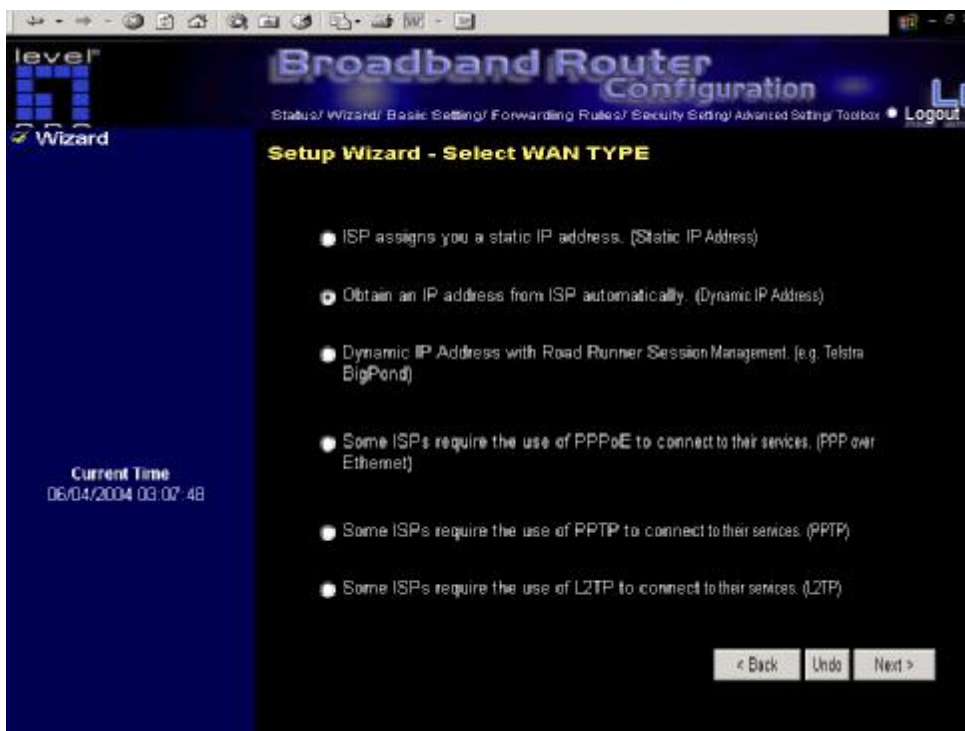 level
Broadband Router
Configuration
Status/ Wizard/ Basic Setting/ Forwarding Rules/ Security Setting/ Advanced Setting/ Toolbox Logout
Wizard
Setup Wizard - Select WAN TYPE
ISP assigns you a static IP address. (Static IP Address)
Obtain an IP address from ISP automatically. (Dynamic IP Address)
Dynamic IP Address with Road Runner Session Management. (e.g. Telstra
BigPond)
Some ISPs require the use of PPPoE to connect to their services. (PPP over
Ethernet)
Current Time
06/04/2004 03:07:48
Some ISPs require the use of PPTP to connect to their services. (PPTP)
Some ISPs require the use of L2TP to connect to their services. (L2TP)
< Back Undo Next >